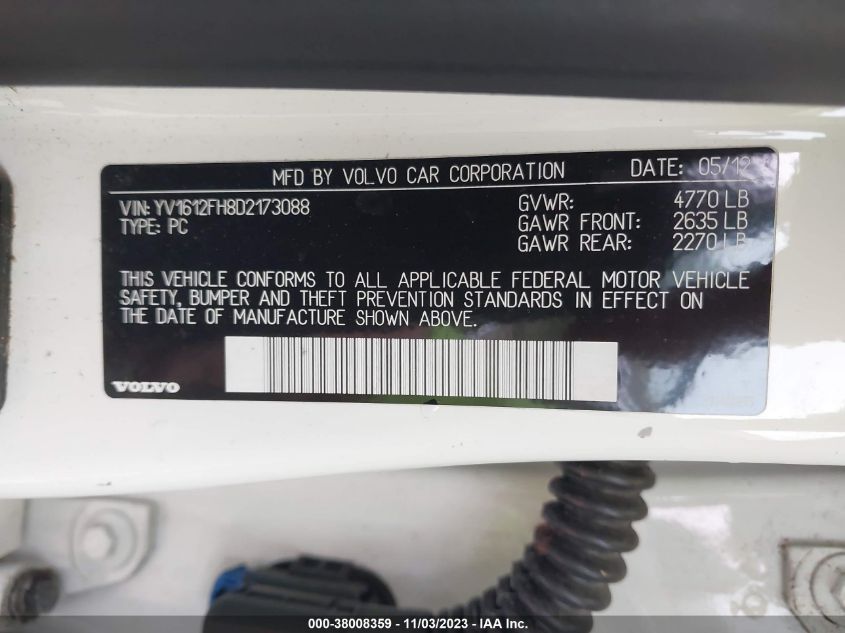 MFD BY VOLVO CAR CORPORATION DATE: 05/12
VIN: YV1612FH8D2173088 GVWR: 4770 LB
TYPE: PC GAWR FRONT: 2635 LB
GAWR REAR: 2270 LB
THIS VEHICLE CONFORMS TO ALL APPLICABLE FEDERAL MOTOR VEHICLE
SAFETY, BUMPER AND THEFT PREVENTION STANDARDS IN EFFECT ON
THE DATE OF MANUFACTURE SHOWN ABOVE.
VOLVO
000-38008359 — 11/03/2023 — IAA Inc.